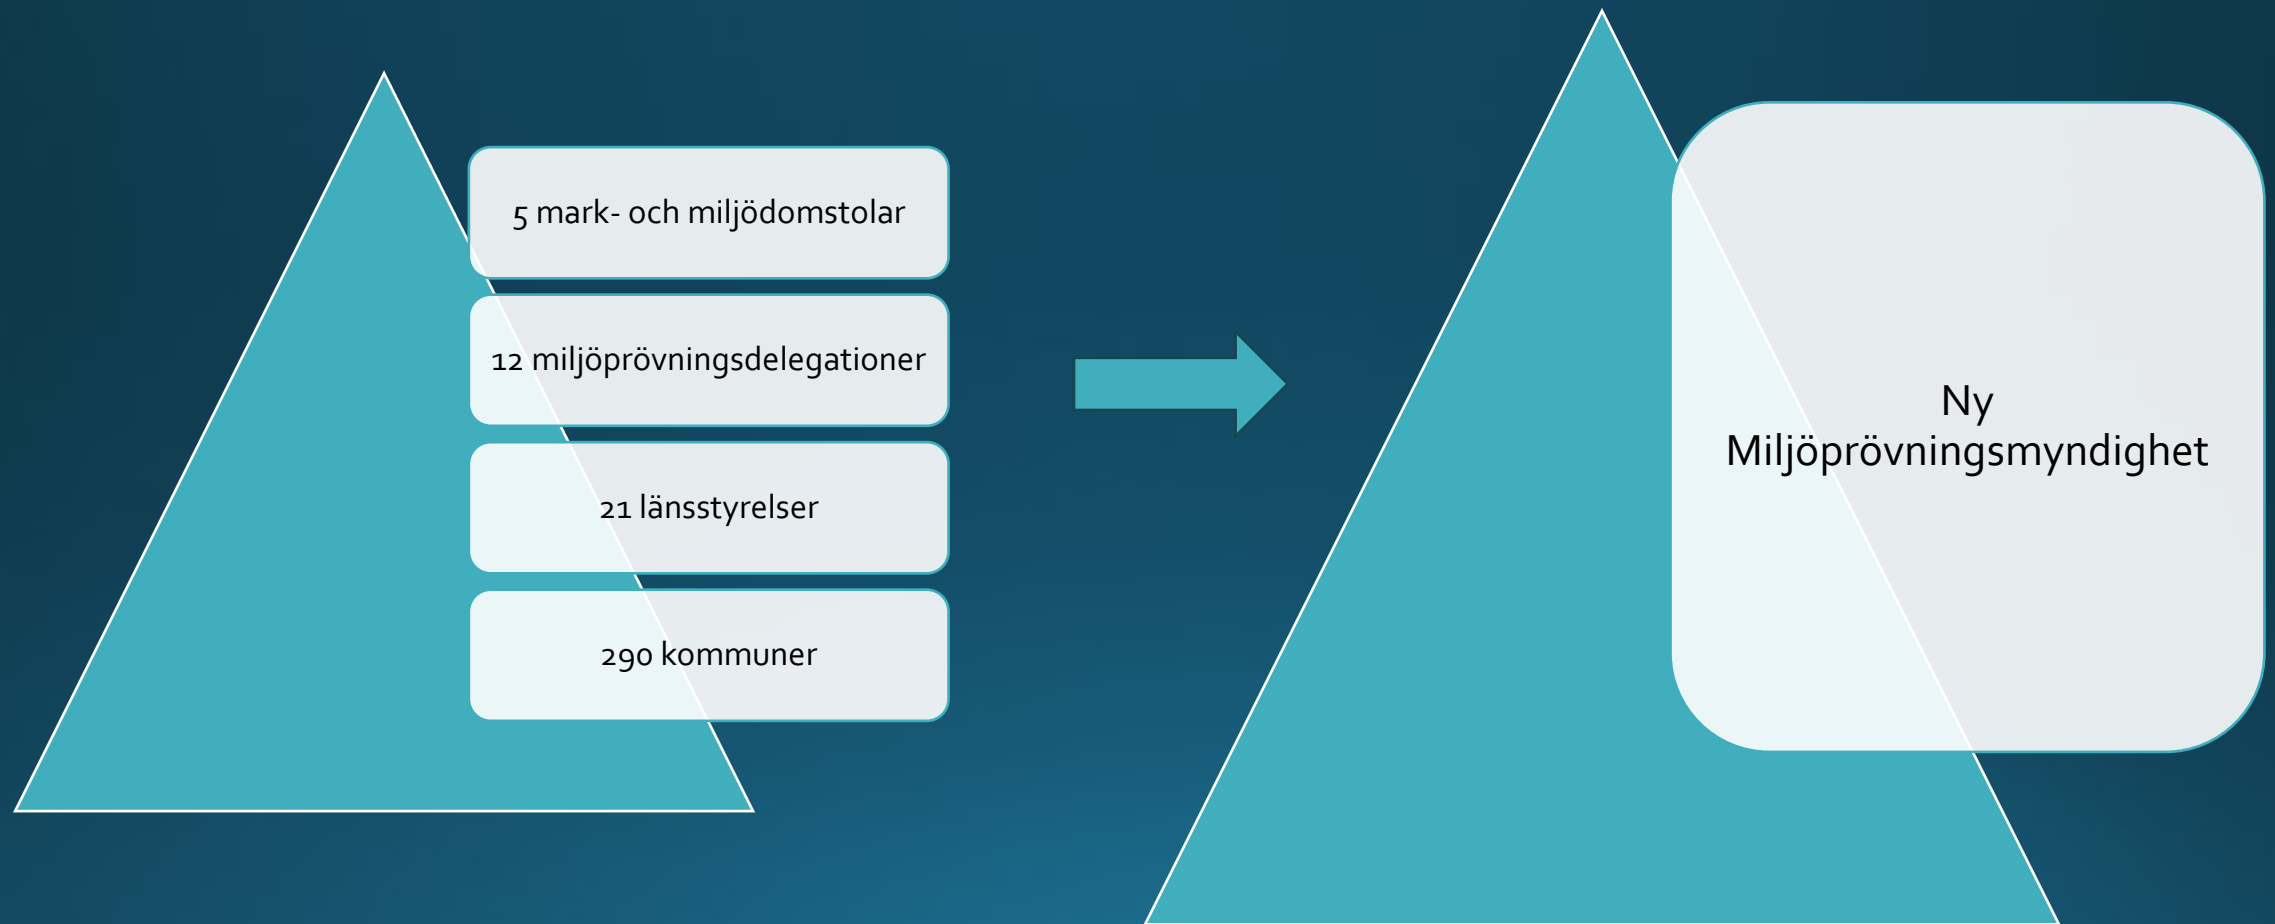 5 mark- och miljödomstolar
12 miljöprövningsdelegationer
21 länsstyrelser
290 kommuner
Ny
Miljöprövningsmyndighet